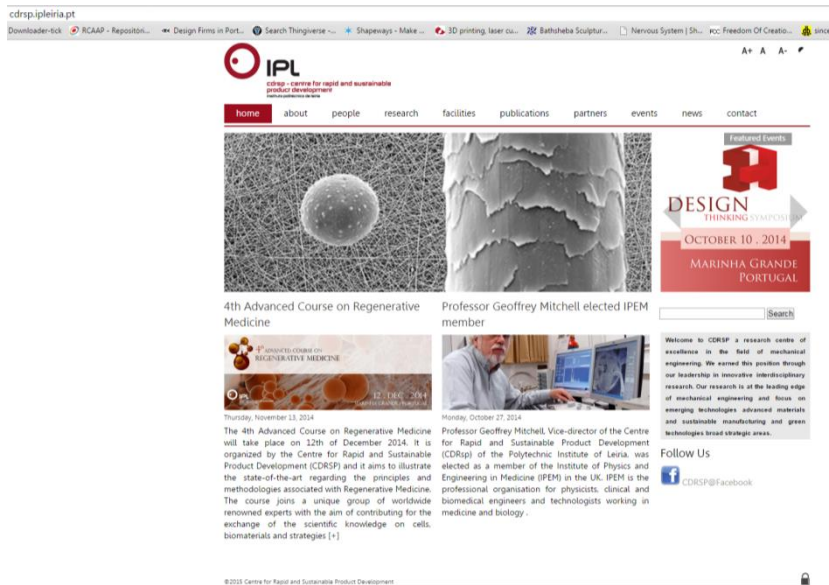 cdrsp.ipleiria.pt
Downloader-tick RCAAP - Repositóri... Design Firms in Port... Search Thingiverse -... Shapeways - Make ... 3D printing, laser cu... Bathsheba Sculptur... Nervous System | Sh... FOC Freedom Of Creatio... since
A+ A A-
IPL
cdrsp - centre for rapid and sustainable
product development
instituto politécnico de leiria
home about people research facilities publications partners events news contact
Featured Events
DESIGN
THINKING SYMPOSIUM
OCTOBER 10 , 2014
MARINHA GRANDE
PORTUGAL
4th Advanced Course on Regenerative
Medicine
4th ADVANCED COURSE ON
REGENERATIVE MEDICINE
IPL
12 . DEC . 2014
MARINHA GRANDE - PORTUGAL
Thursday, November 13, 2014
The 4th Advanced Course on Regenerative Medicine
will take place on 12th of December 2014. It is
organized by the Centre for Rapid and Sustainable
Product Development (CDRSP) and it aims to illustrate
the state-of-the-art regarding the principles and
methodologies associated with Regenerative Medicine.
The course joins a unique group of worldwide
renowned experts with the aim of contributing for the
exchange of the scientific knowledge on cells,
biomaterials and strategies [+]
Professor Geoffrey Mitchell elected IPEM
member
Monday, October 27, 2014
Professor Geoffrey Mitchell, Vice-director of the Centre
for Rapid and Sustainable Product Development
(CDRsp) of the Polytechnic Institute of Leiria, was
elected as a member of the Institute of Physics and
Engineering in Medicine (IPEM) in the UK. IPEM is the
professional organisation for physicists, clinical and
biomedical engineers and technologists working in
medicine and biology .
Search
Welcome to CDRSP a research centre of
excellence in the field of mechanical
engineering. We earned this position through
our leadership in innovative interdisciplinary
research. Our research is at the leading edge
of mechanical engineering and focus on
emerging technologies advanced materials
and sustainable manufacturing and green
technologies broad strategic areas.
Follow Us
CDRSP@Facebook
©2015 Centre for Rapid and Sustainable Product Development